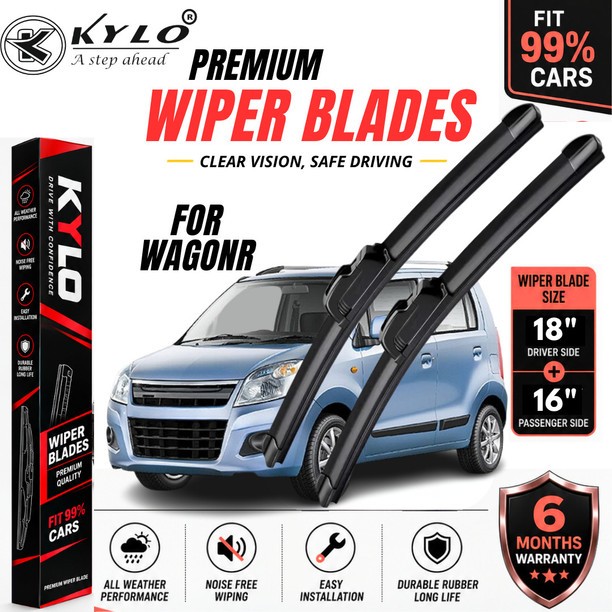 KYLO®
A step ahead
PREMIUM
WIPER BLADES
CLEAR VISION, SAFE DRIVING
FIT
99%
CARS
FOR
WAGONR
KYLO
DRIVE WITH CONFIDENCE
ALL WEATHER
PERFORMANCE
NOISE FREE
WIPING
EASY
INSTALLATION
DURABLE
RUBBER
LONG LIFE
WIPER
BLADES
PREMIUM
QUALITY
FIT 99%
CARS
PREMIUM WIPER BLADE
WIPER BLADE
SIZE
18"
DRIVER SIDE
+
16"
PASSENGER SIDE
ALL WEATHER
PERFORMANCE
NOISE FREE
WIPING
EASY
INSTALLATION
DURABLE RUBBER
LONG LIFE
6
MONTHS
WARRANTY